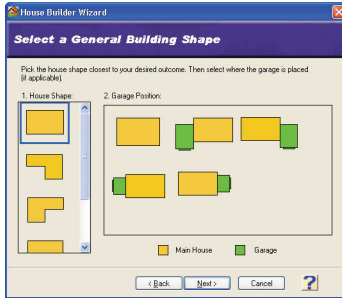 House Builder Wizard
Select a General Building Shape
Pick the house shape closest to your desired outcome. Then select where the garage is placed
(if applicable).
1. House Shape: 2. Garage Position:
Main House Garage
< Back Next > Cancel ?